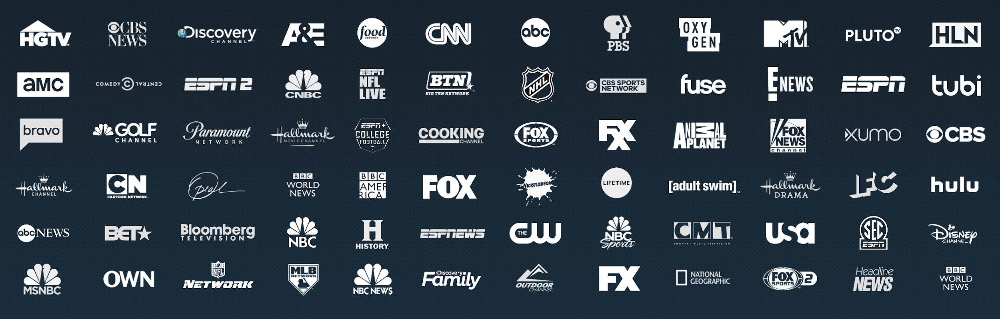 HGTV
CBS NEWS
Discovery CHANNEL
A&E
food network
CNN
abc
PBS
OXYGEN
MTV
PLUTO TV
HLN
aMC
COMEDY CENTRAL
ESPN 2
CNBC
ESPN NFL LIVE
BTN BIG TEN NETWORK
NHL
CBS SPORTS NETWORK
fuse
E! NEWS
ESPN
tubi
bravo
GOLF CHANNEL
Paramount NETWORK
Hallmark MOVIE CHANNEL
ESPN+ COLLEGE FOOTBALL
COOKING CHANNEL
FOX SPORTS
FXX
ANIMAL PLANET
FOX NEWS channel
xumo
CBS
Hallmark CHANNEL
CN CARTOON NETWORK
Oprah
BBC WORLD NEWS
BBC AMERICA
FOX
NICKELODEON
LIFETIME
[adult swim]
Hallmark DRAMA
IFC
hulu
abc NEWS
BET
Bloomberg TELEVISION
NBC
H HISTORY
ESPNEWS
THE CW
NBC Sports
CMT COUNTRY MUSIC TELEVISION
usa
SEC ESPN
DISNEY CHANNEL
MSNBC
OWN
NFL NETWORK
MLB NETWORK
NBC NEWS
Discovery Family
OUTDOOR CHANNEL
FX
NATIONAL GEOGRAPHIC
FOX SPORTS 2
Headline NEWS
BBC WORLD NEWS